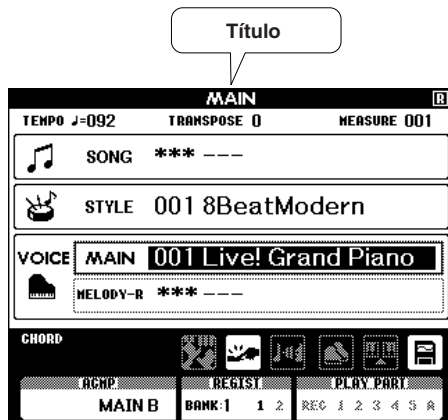 Título
MAIN R
TEMPO ♩=092 TRANSPOSE 0 MEASURE 001
SONG *** ---
STYLE 001 8BeatModern
VOICE MAIN 001 Live! Grand Piano
MELODY-R *** ---
CHORD
ACMP REGIST PLAY PART
MAIN B BANK:1 1 2 REC 1 2 3 4 5 A